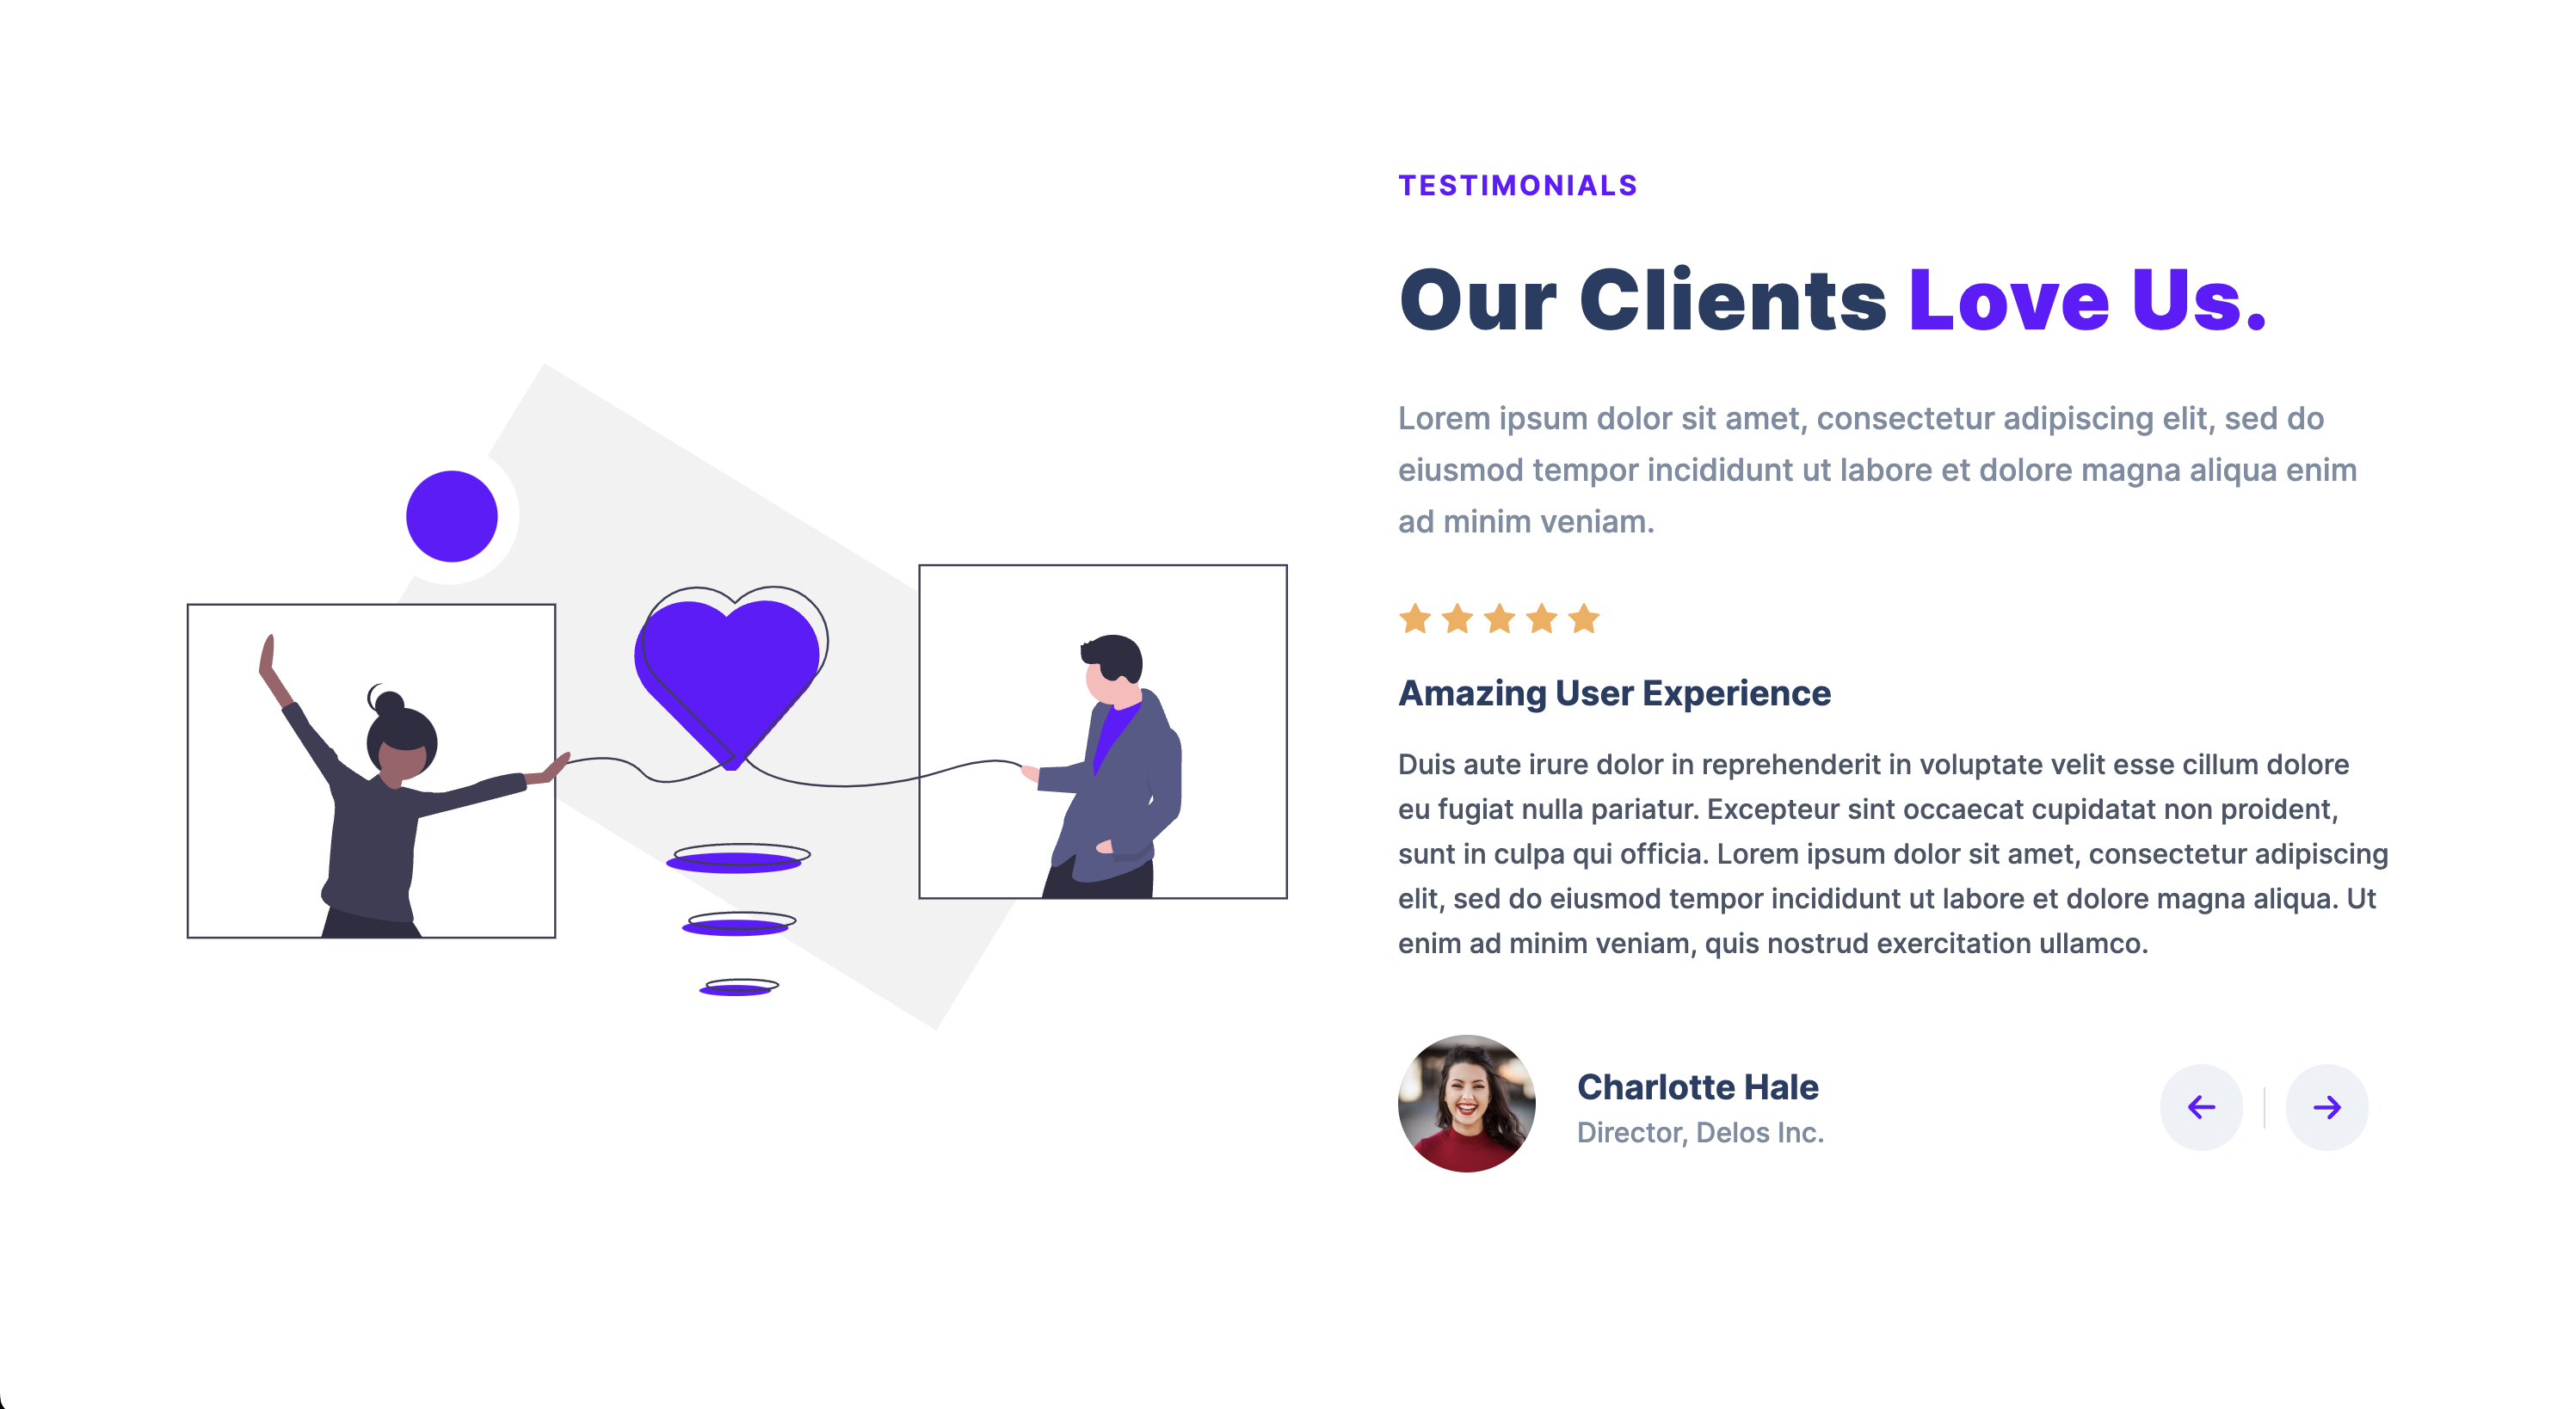 TESTIMONIALS
Our Clients Love Us.
Lorem ipsum dolor sit amet, consectetur adipiscing elit, sed do
eiusmod tempor incididunt ut labore et dolore magna aliqua enim
ad minim veniam.
Amazing User Experience
Duis aute irure dolor in reprehenderit in voluptate velit esse cillum dolore
eu fugiat nulla pariatur. Excepteur sint occaecat cupidatat non proident,
sunt in culpa qui officia. Lorem ipsum dolor sit amet, consectetur adipiscing
elit, sed do eiusmod tempor incididunt ut labore et dolore magna aliqua. Ut
enim ad minim veniam, quis nostrud exercitation ullamco.
Charlotte Hale
Director, Delos Inc.